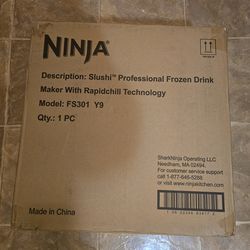 NINJA
Description: Slushi™ Professional Frozen Drink
Maker With Rapidchill Technology
Model: FS301 Y9
Qty.: 1 PC
SharkNinja Operating LLC
Needham, MA 02494.
For customer service support
call 1-877-646-5288
or visit www.ninjakitchen.com
Made in China